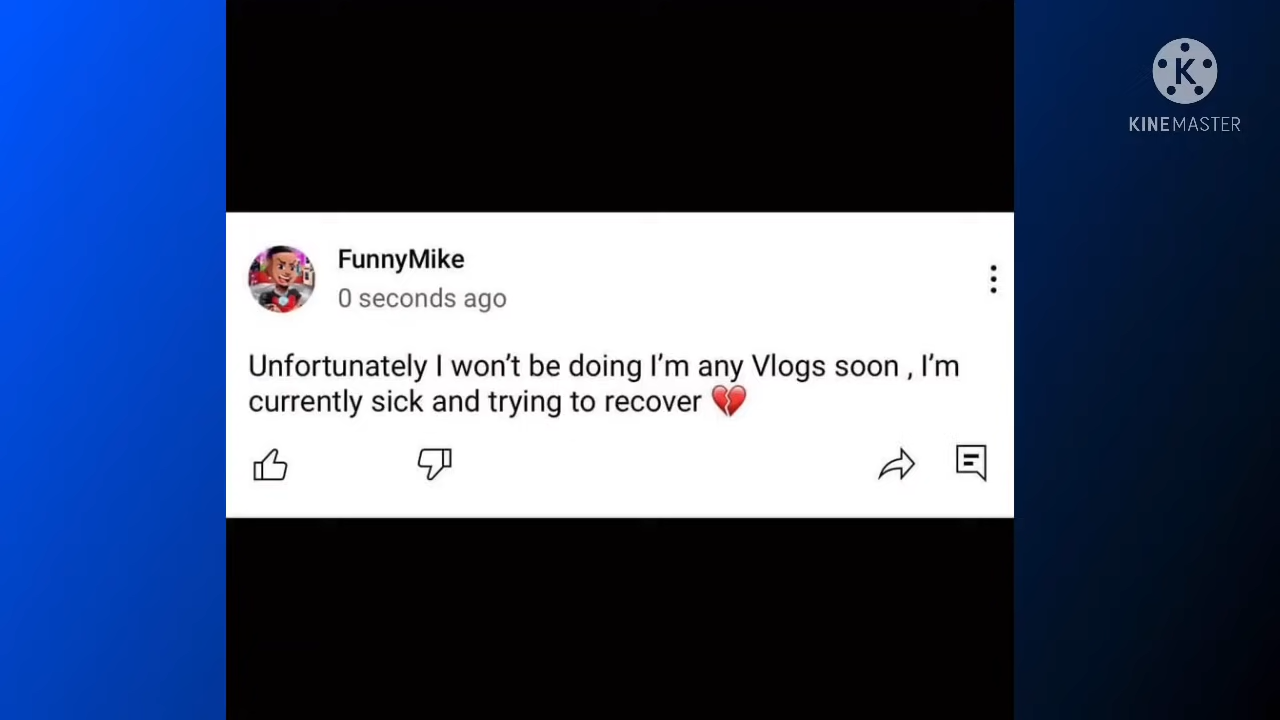 K
KINEMASTER
FunnyMike
0 seconds ago
Unfortunately I won’t be doing I’m any Vlogs soon , I’m
currently sick and trying to recover 💔